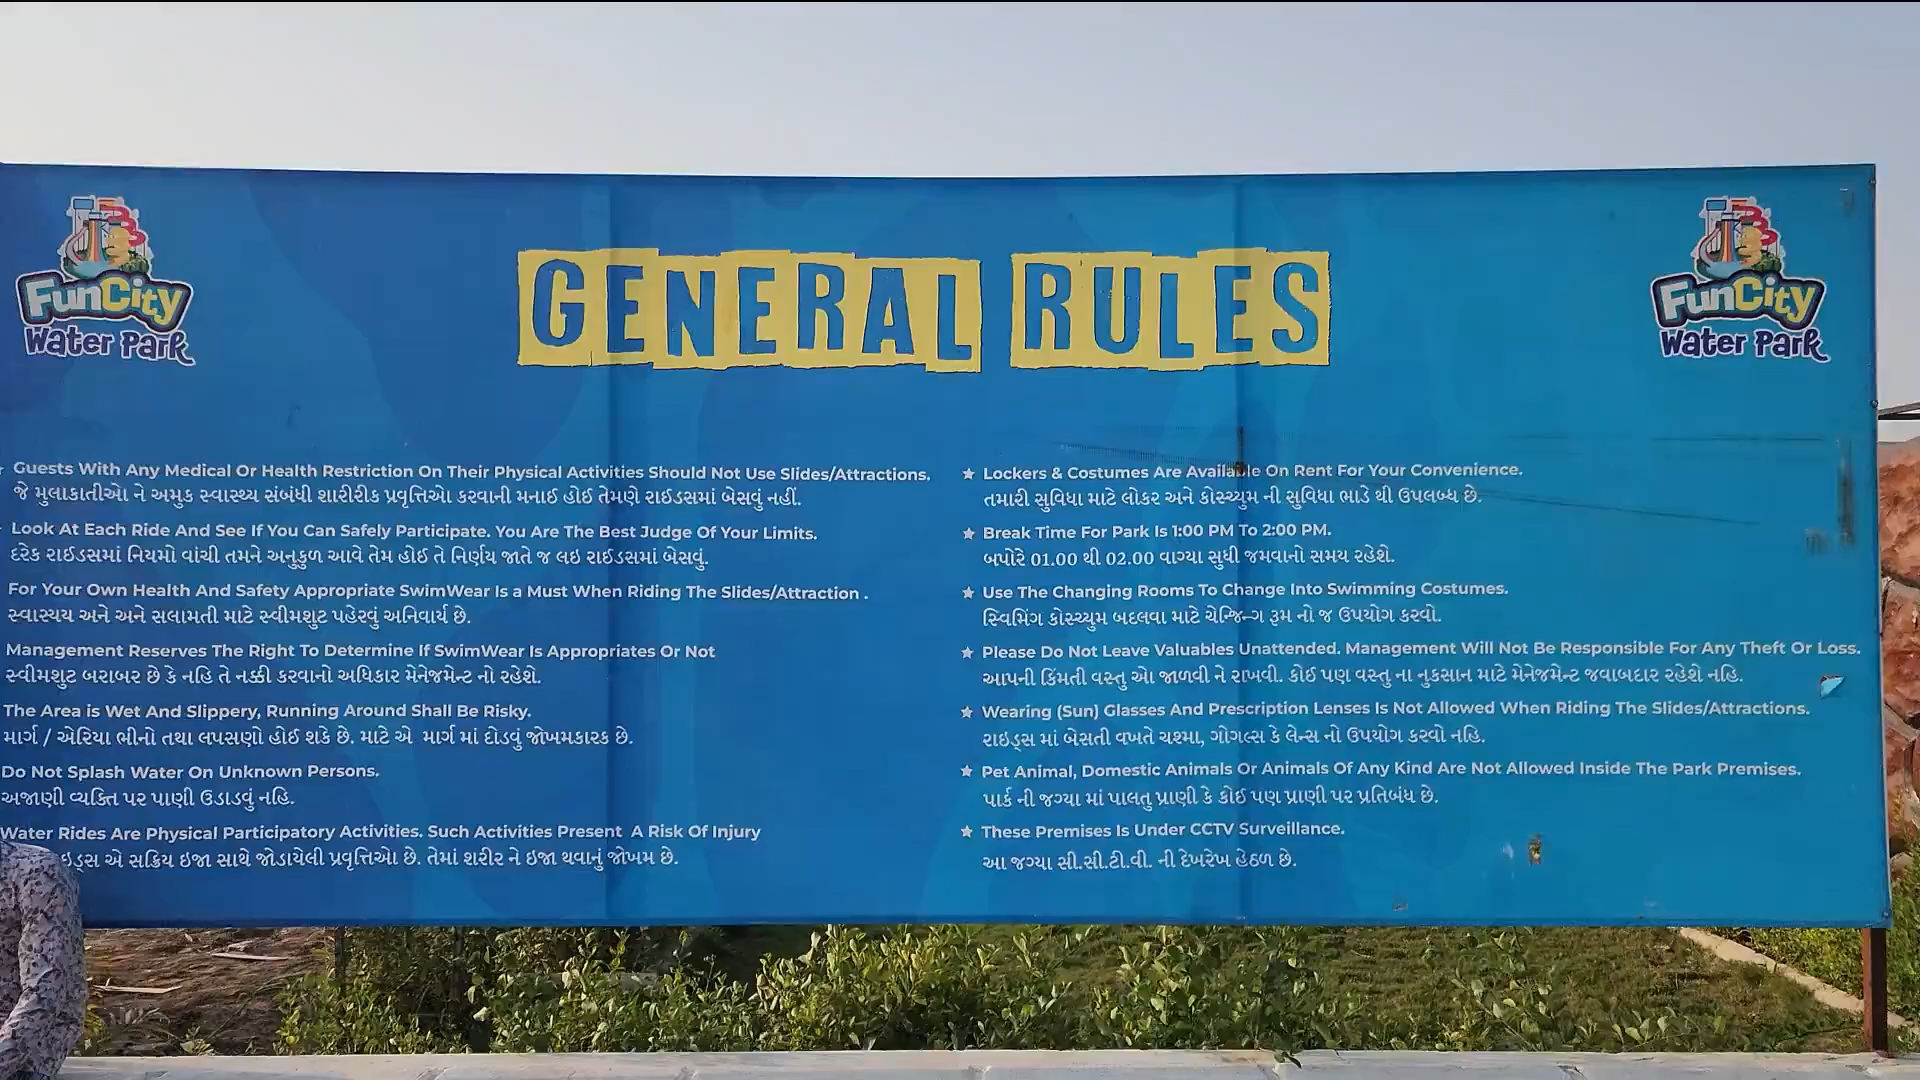 FunCity
Water Park
GENERAL RULES
FunCity
Water Park
Guests With Any Medical Or Health Restriction On Their Physical Activities Should Not Use Slides/Attractions.
જે મુલાકાતીઓ ને અમુક સ્વાસ્થ્ય સંબંધી શારીરીક પ્રવૃત્તિઓ કરવાની મનાઈ હોઈ તેમણે રાઈડસમાં બેસવું નહીં.
Look At Each Ride And See If You Can Safely Participate. You Are The Best Judge Of Your Limits.
દરેક રાઈડસમાં નિયમો વાંચી તમને અનુકુળ આવે તેમ હોઈ તે નિર્ણય જાતે જ લઇ રાઈડસમાં બેસવું.
For Your Own Health And Safety Appropriate SwimWear Is a Must When Riding The Slides/Attraction .
સ્વાસ્યય અને અને સલામતી માટે સ્વીમશુટ પહેરવું અનિવાર્ય છે.
Management Reserves The Right To Determine If SwimWear Is Appropriates Or Not
સ્વીમશુટ બરાબર છે કે નહિ તે નક્કી કરવાનો અધિકાર મેનેજમેન્ટ નો રહેશે.
The Area is Wet And Slippery, Running Around Shall Be Risky.
માર્ગ / એરિયા ભીનો તથા લપસણો હોઈ શકે છે. માટે એ માર્ગ માં દોડવું જોખમકારક છે.
Do Not Splash Water On Unknown Persons.
અજાણી વ્યક્તિ પર પાણી ઉડાડવું નહિ.
Water Rides Are Physical Participatory Activities. Such Activities Present A Risk Of Injury
એ સક્રિય ઇજા સાથે જોડાયેલી પ્રવૃત્તિઓ છે. તેમાં શરીર ને ઇજા થવાનું જોખમ છે.
★ Lockers & Costumes Are Available On Rent For Your Convenience.
તમારી સુવિધા માટે લોકર અને કોસ્ચ્યુમ ની સુવિધા ભાડે થી ઉપલબ્ધ છે.
★ Break Time For Park Is 1:00 PM To 2:00 PM.
બપોરે 01.00 થી 02.00 વાગ્યા સુધી જમવાનો સમય રહેશે.
★ Use The Changing Rooms To Change Into Swimming Costumes.
સ્વિમિંગ કોસ્ચ્યુમ બદલવા માટે ચેન્જિન્ગ રૂમ નો જ ઉપયોગ કરવો.
★ Please Do Not Leave Valuables Unattended. Management Will Not Be Responsible For Any Theft Or Loss.
આપની કિંમતી વસ્તુ ઓ જાળવી ને રાખવી. કોઈ પણ વસ્તુ ના નુકસાન માટે મેનેજમેન્ટ જવાબદાર રહેશે નહિ.
★ Wearing (Sun) Glasses And Prescription Lenses Is Not Allowed When Riding The Slides/Attractions.
રાઇડ્સ માં બેસતી વખતે ચશ્મા, ગોગલ્સ કે લેન્સ નો ઉપયોગ કરવો નહિ.
★ Pet Animal, Domestic Animals Or Animals Of Any Kind Are Not Allowed Inside The Park Premises.
પાર્ક ની જગ્યા માં પાલતુ પ્રાણી કે કોઈ પણ પ્રાણી પર પ્રતિબંધ છે.
★ These Premises Is Under CCTV Surveillance.
આ જગ્યા સી.સી.ટી.વી. ની દેખરેખ હેઠળ છે.